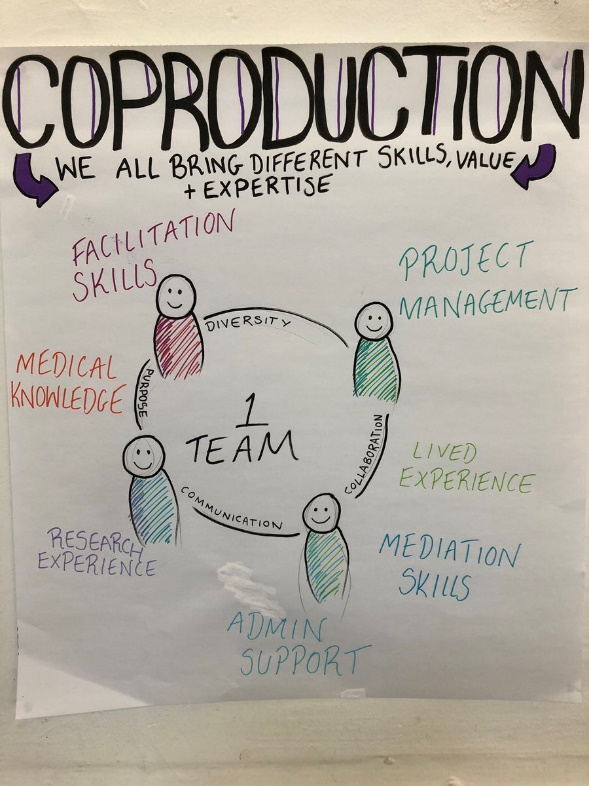 COPRODUCTION
WE ALL BRING DIFFERENT SKILLS, VALUE
+ EXPERTISE
FACILITATION
SKILLS
PROJECT
MANAGEMENT
DIVERSITY
MEDICAL
KNOWLEDGE
PURPOSE
1
TEAM
COLLABORATION
LIVED
EXPERIENCE
COMMUNICATION
RESEARCH
EXPERIENCE
MEDIATION
SKILLS
ADMIN
SUPPORT